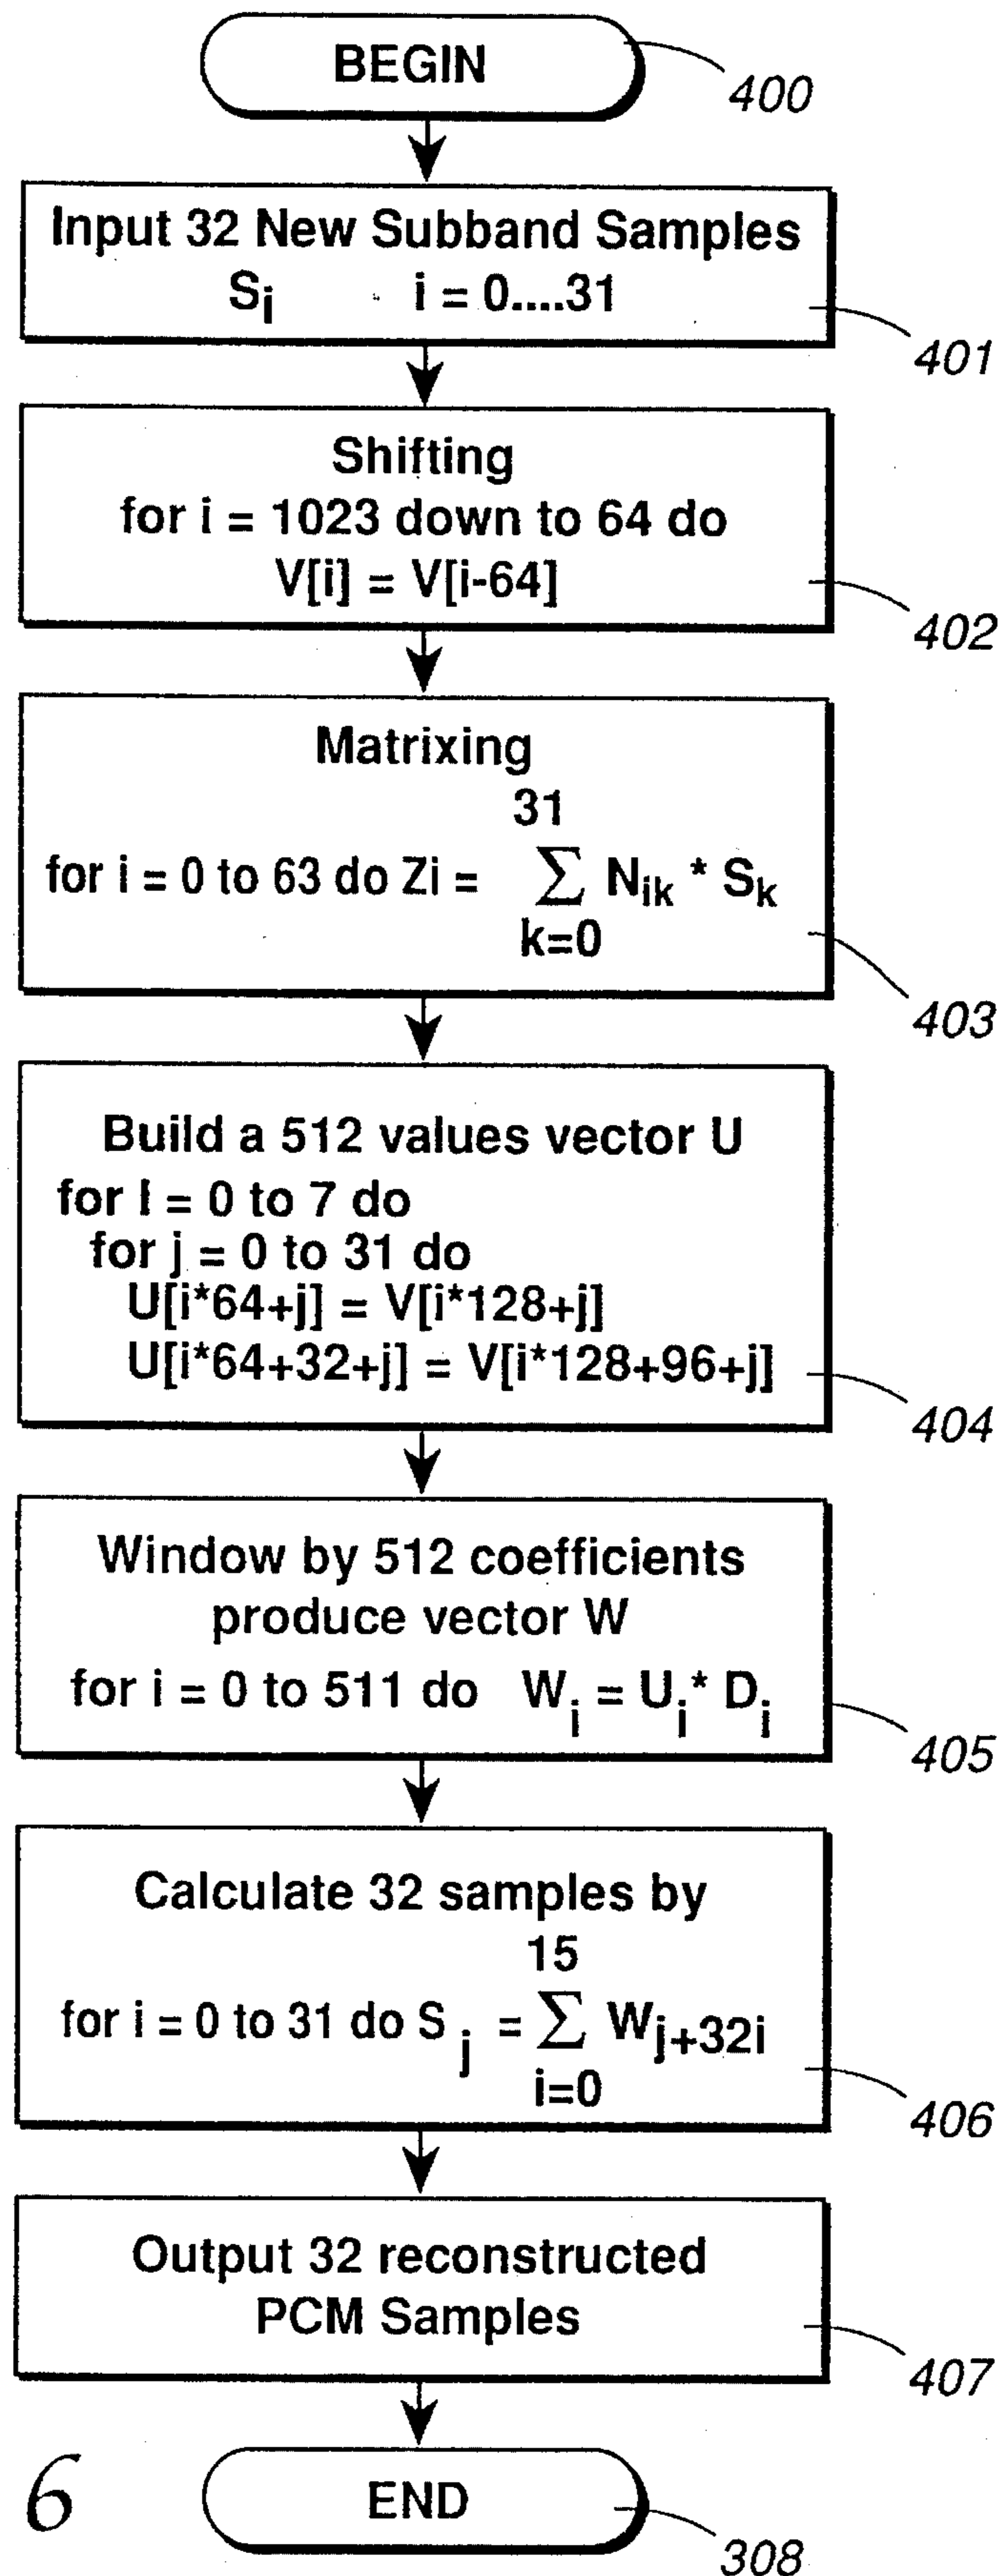 BEGIN
400
Input 32 New Subband Samples
Si i = 0....31
401
Shifting
for i = 1023 down to 64 do
V[i] = V[i-64]
402
Matrixing
31
for i = 0 to 63 do Zi = Σ Nik * Sk
k=0
403
Build a 512 values vector U
for I = 0 to 7 do
for j = 0 to 31 do
U[i*64+j] = V[i*128+j]
U[i*64+32+j] = V[i*128+96+j]
404
Window by 512 coefficients
produce vector W
for i = 0 to 511 do Wi = Ui* Di
405
Calculate 32 samples by
15
for i = 0 to 31 do S j = Σ Wj+32i
i=0
406
Output 32 reconstructed
PCM Samples
407
6
END
308